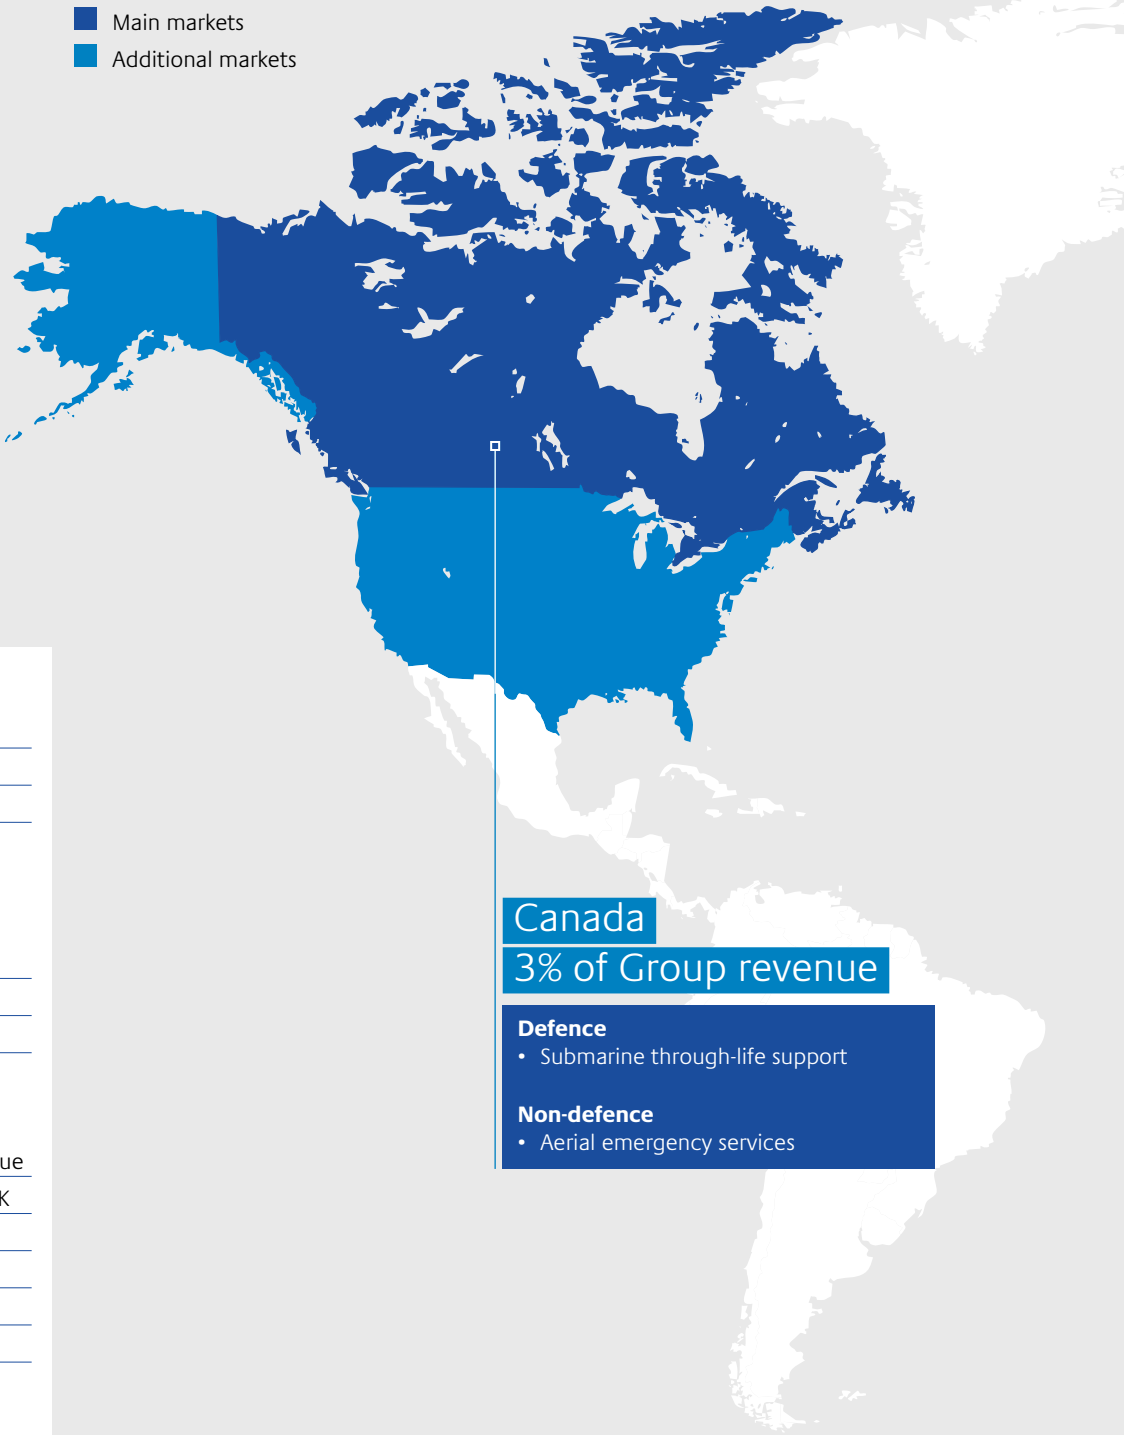 Main markets
Additional markets
Canada
3% of Group revenue
Defence
• Submarine through-life support
Non-defence
• Aerial emergency services
ue
K